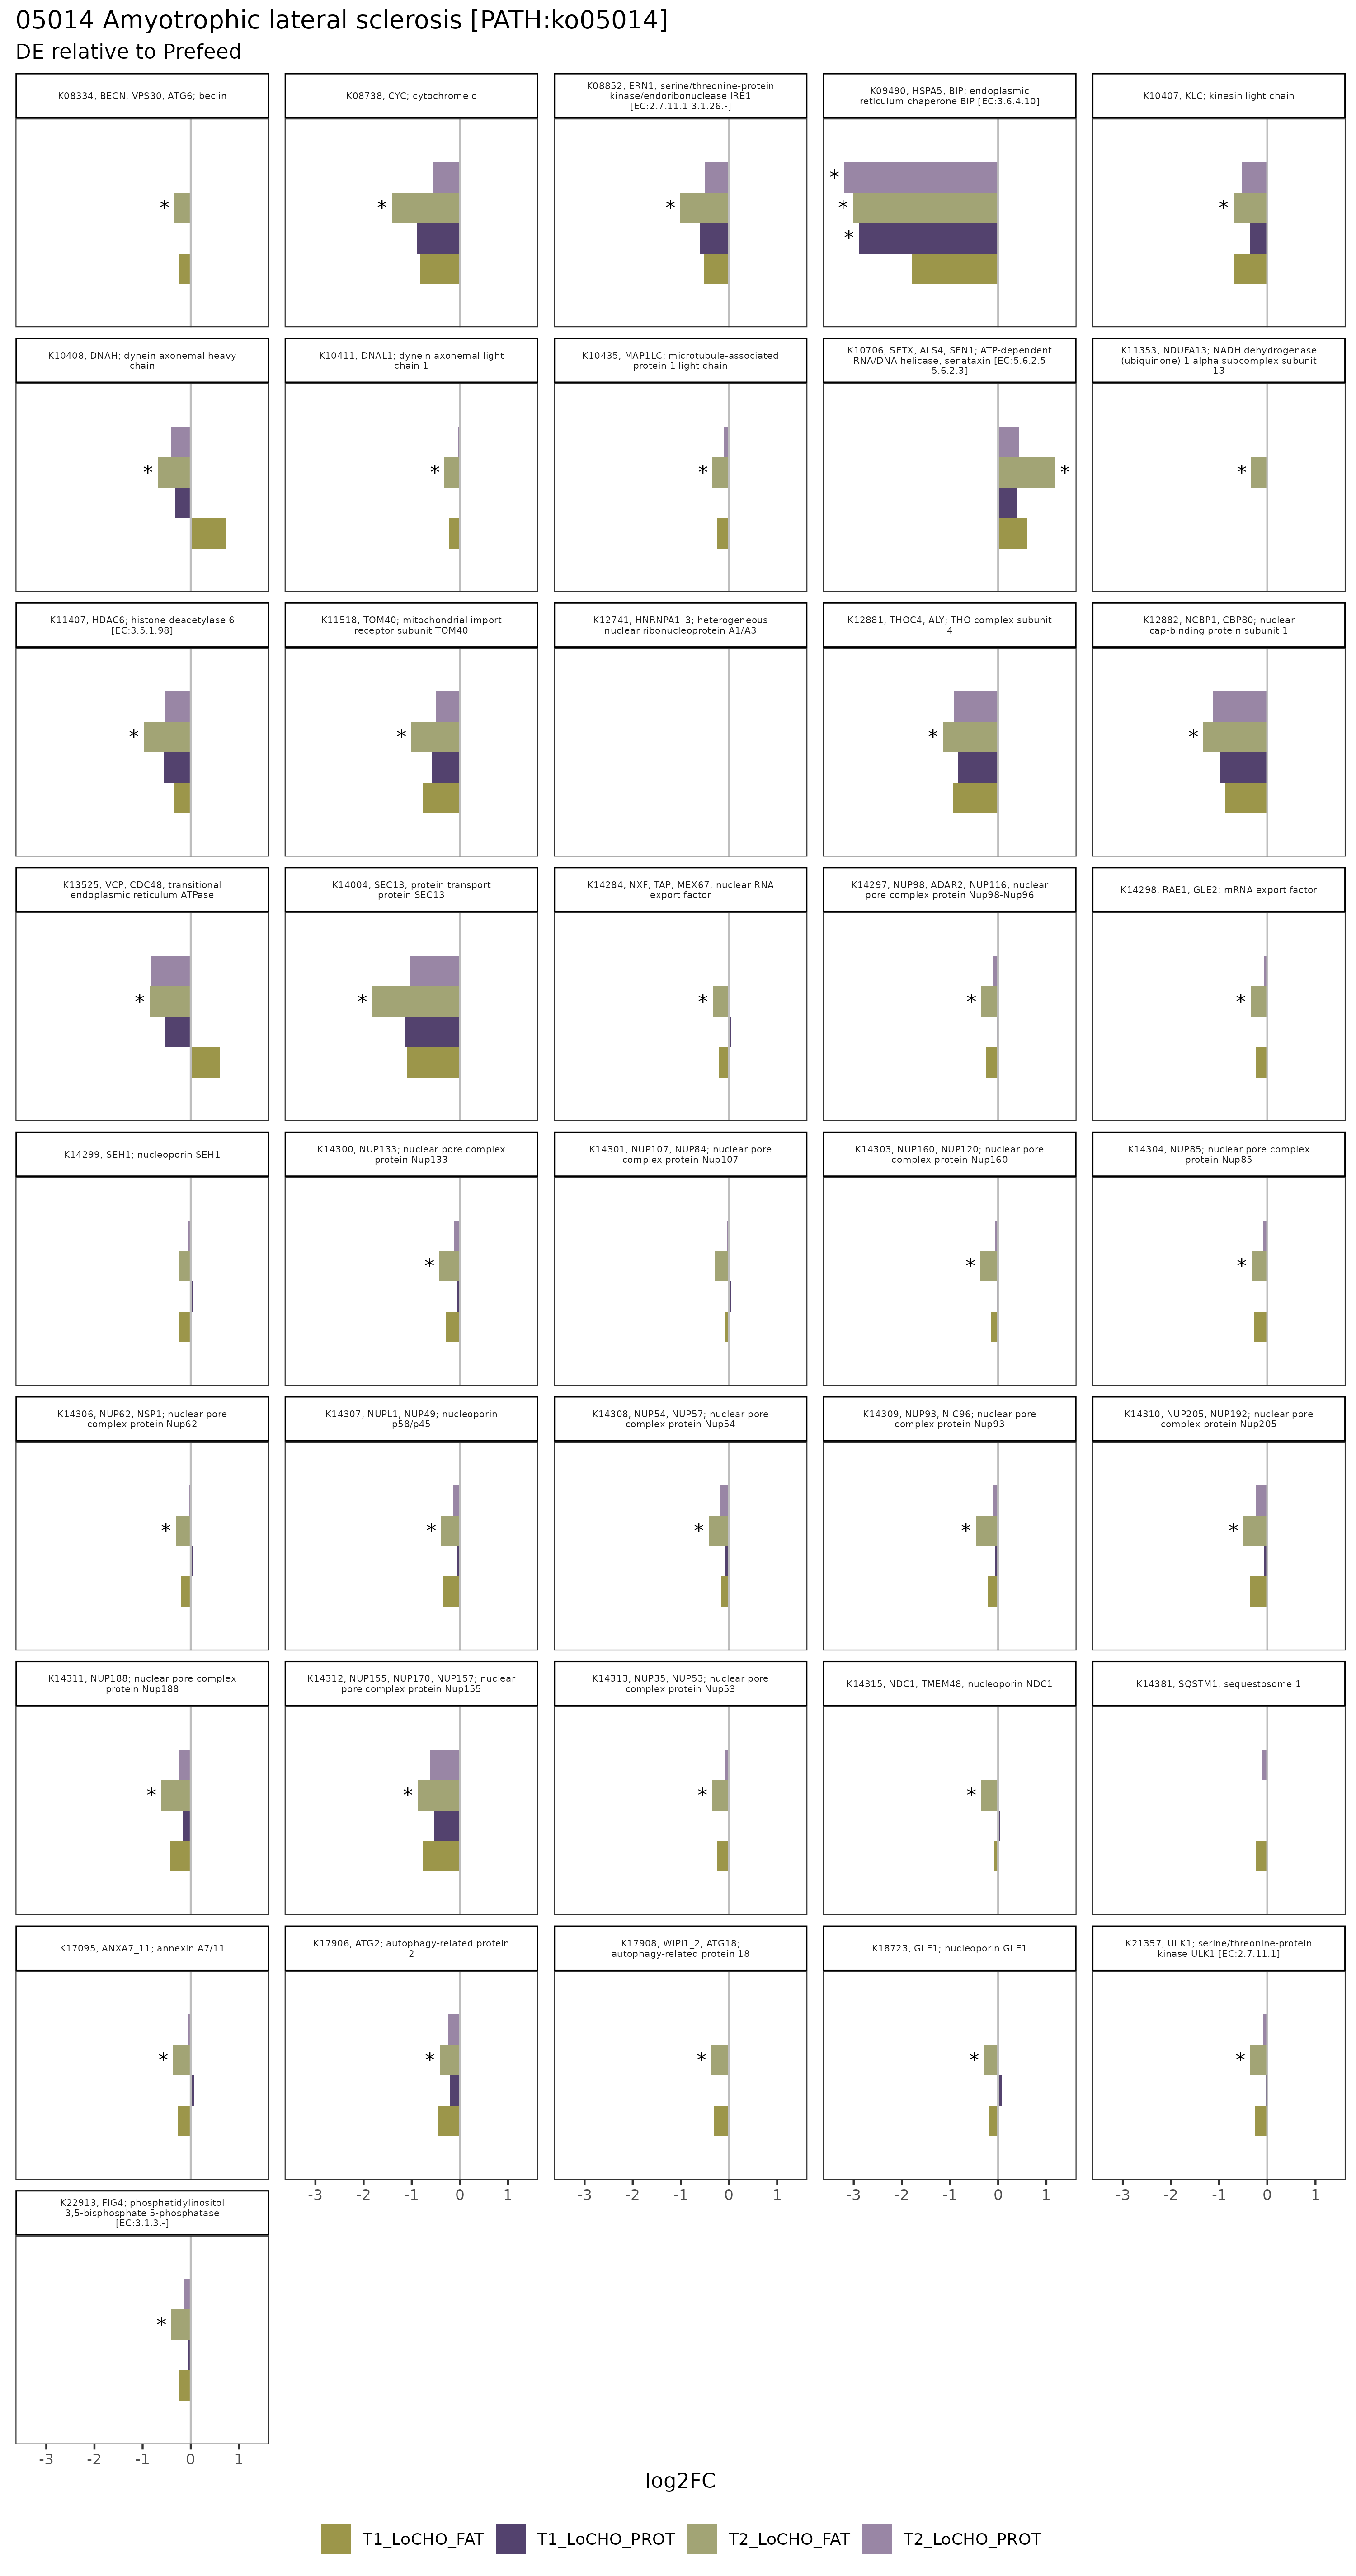 05014 Amyotrophic lateral sclerosis [PATH:ko05014]
DE relative to Prefeed
K08334, BECN, VPS30, ATG6; beclin
K08738, CYC; cytochrome c
K08852, ERN1; serine/threonine-protein
kinase/endoribonuclease IRE1
[EC:2.7.11.1 3.1.26.-]
K09490, HSPA5, BIP; endoplasmic
reticulum chaperone BiP [EC:3.6.4.10]
K10407, KLC; kinesin light chain
*
*
*
*
*
*
*
K10408, DNAH; dynein axonemal heavy
chain
K10411, DNAL1; dynein axonemal light
chain 1
K10435, MAP1LC; microtubule-associated
protein 1 light chain
K10706, SETX, ALS4, SEN1; ATP-dependent
RNA/DNA helicase, senataxin [EC:5.6.2.5
5.6.2.3]
K11353, NDUFA13; NADH dehydrogenase
(ubiquinone) 1 alpha subcomplex subunit
13
*
*
*
*
*
K11407, HDAC6; histone deacetylase 6
[EC:3.5.1.98]
K11518, TOM40; mitochondrial import
receptor subunit TOM40
K12741, HNRNPA1_3; heterogeneous
nuclear ribonucleoprotein A1/A3
K12881, THOC4, ALY; THO complex subunit
4
K12882, NCBP1, CBP80; nuclear
cap-binding protein subunit 1
*
*
*
*
K13525, VCP, CDC48; transitional
endoplasmic reticulum ATPase
K14004, SEC13; protein transport
protein SEC13
K14284, NXF, TAP, MEX67; nuclear RNA
export factor
K14297, NUP98, ADAR2, NUP116; nuclear
pore complex protein Nup98-Nup96
K14298, RAE1, GLE2; mRNA export factor
*
*
*
*
*
K14299, SEH1; nucleoporin SEH1
K14300, NUP133; nuclear pore complex
protein Nup133
K14301, NUP107, NUP84; nuclear pore
complex protein Nup107
K14303, NUP160, NUP120; nuclear pore
complex protein Nup160
K14304, NUP85; nuclear pore complex
protein Nup85
*
*
*
K14306, NUP62, NSP1; nuclear pore
complex protein Nup62
K14307, NUPL1, NUP49; nucleoporin
p58/p45
K14308, NUP54, NUP57; nuclear pore
complex protein Nup54
K14309, NUP93, NIC96; nuclear pore
complex protein Nup93
K14310, NUP205, NUP192; nuclear pore
complex protein Nup205
*
*
*
*
*
K14311, NUP188; nuclear pore complex
protein Nup188
K14312, NUP155, NUP170, NUP157; nuclear
pore complex protein Nup155
K14313, NUP35, NUP53; nuclear pore
complex protein Nup53
K14315, NDC1, TMEM48; nucleoporin NDC1
K14381, SQSTM1; sequestosome 1
*
*
*
*
K17095, ANXA7_11; annexin A7/11
K17906, ATG2; autophagy-related protein
2
K17908, WIPI1_2, ATG18;
autophagy-related protein 18
K18723, GLE1; nucleoporin GLE1
K21357, ULK1; serine/threonine-protein
kinase ULK1 [EC:2.7.11.1]
*
*
*
*
*
-3 -2 -1 0 1
-3 -2 -1 0 1
-3 -2 -1 0 1
-3 -2 -1 0 1
K22913, FIG4; phosphatidylinositol
3,5-bisphosphate 5-phosphatase
[EC:3.1.3.-]
*
-3 -2 -1 0 1
log2FC
T1_LoCHO_FAT T1_LoCHO_PROT T2_LoCHO_FAT T2_LoCHO_PROT